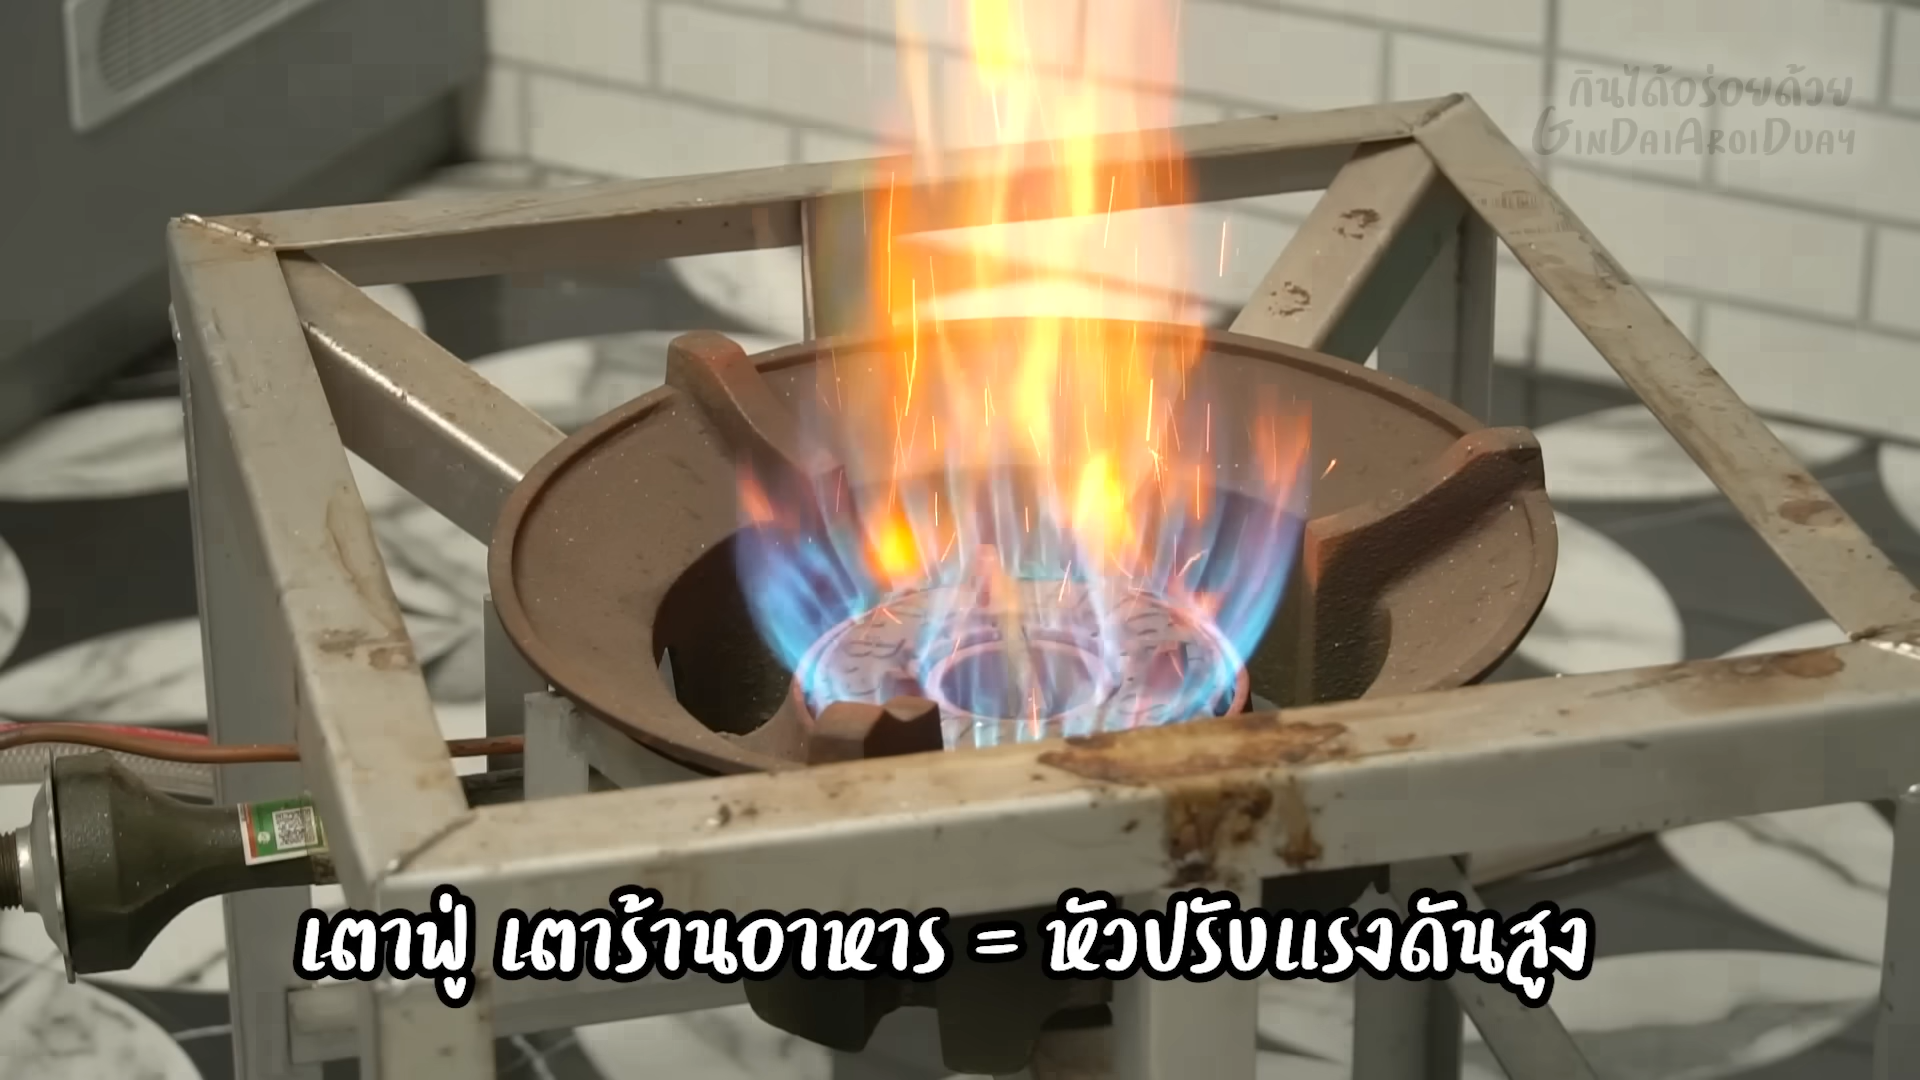 กินได้อร่อยด้วย
GinDaiAroiDuay
เตาฟู่ เตาร้านอาหาร = หัวปรับแรงดันสูง